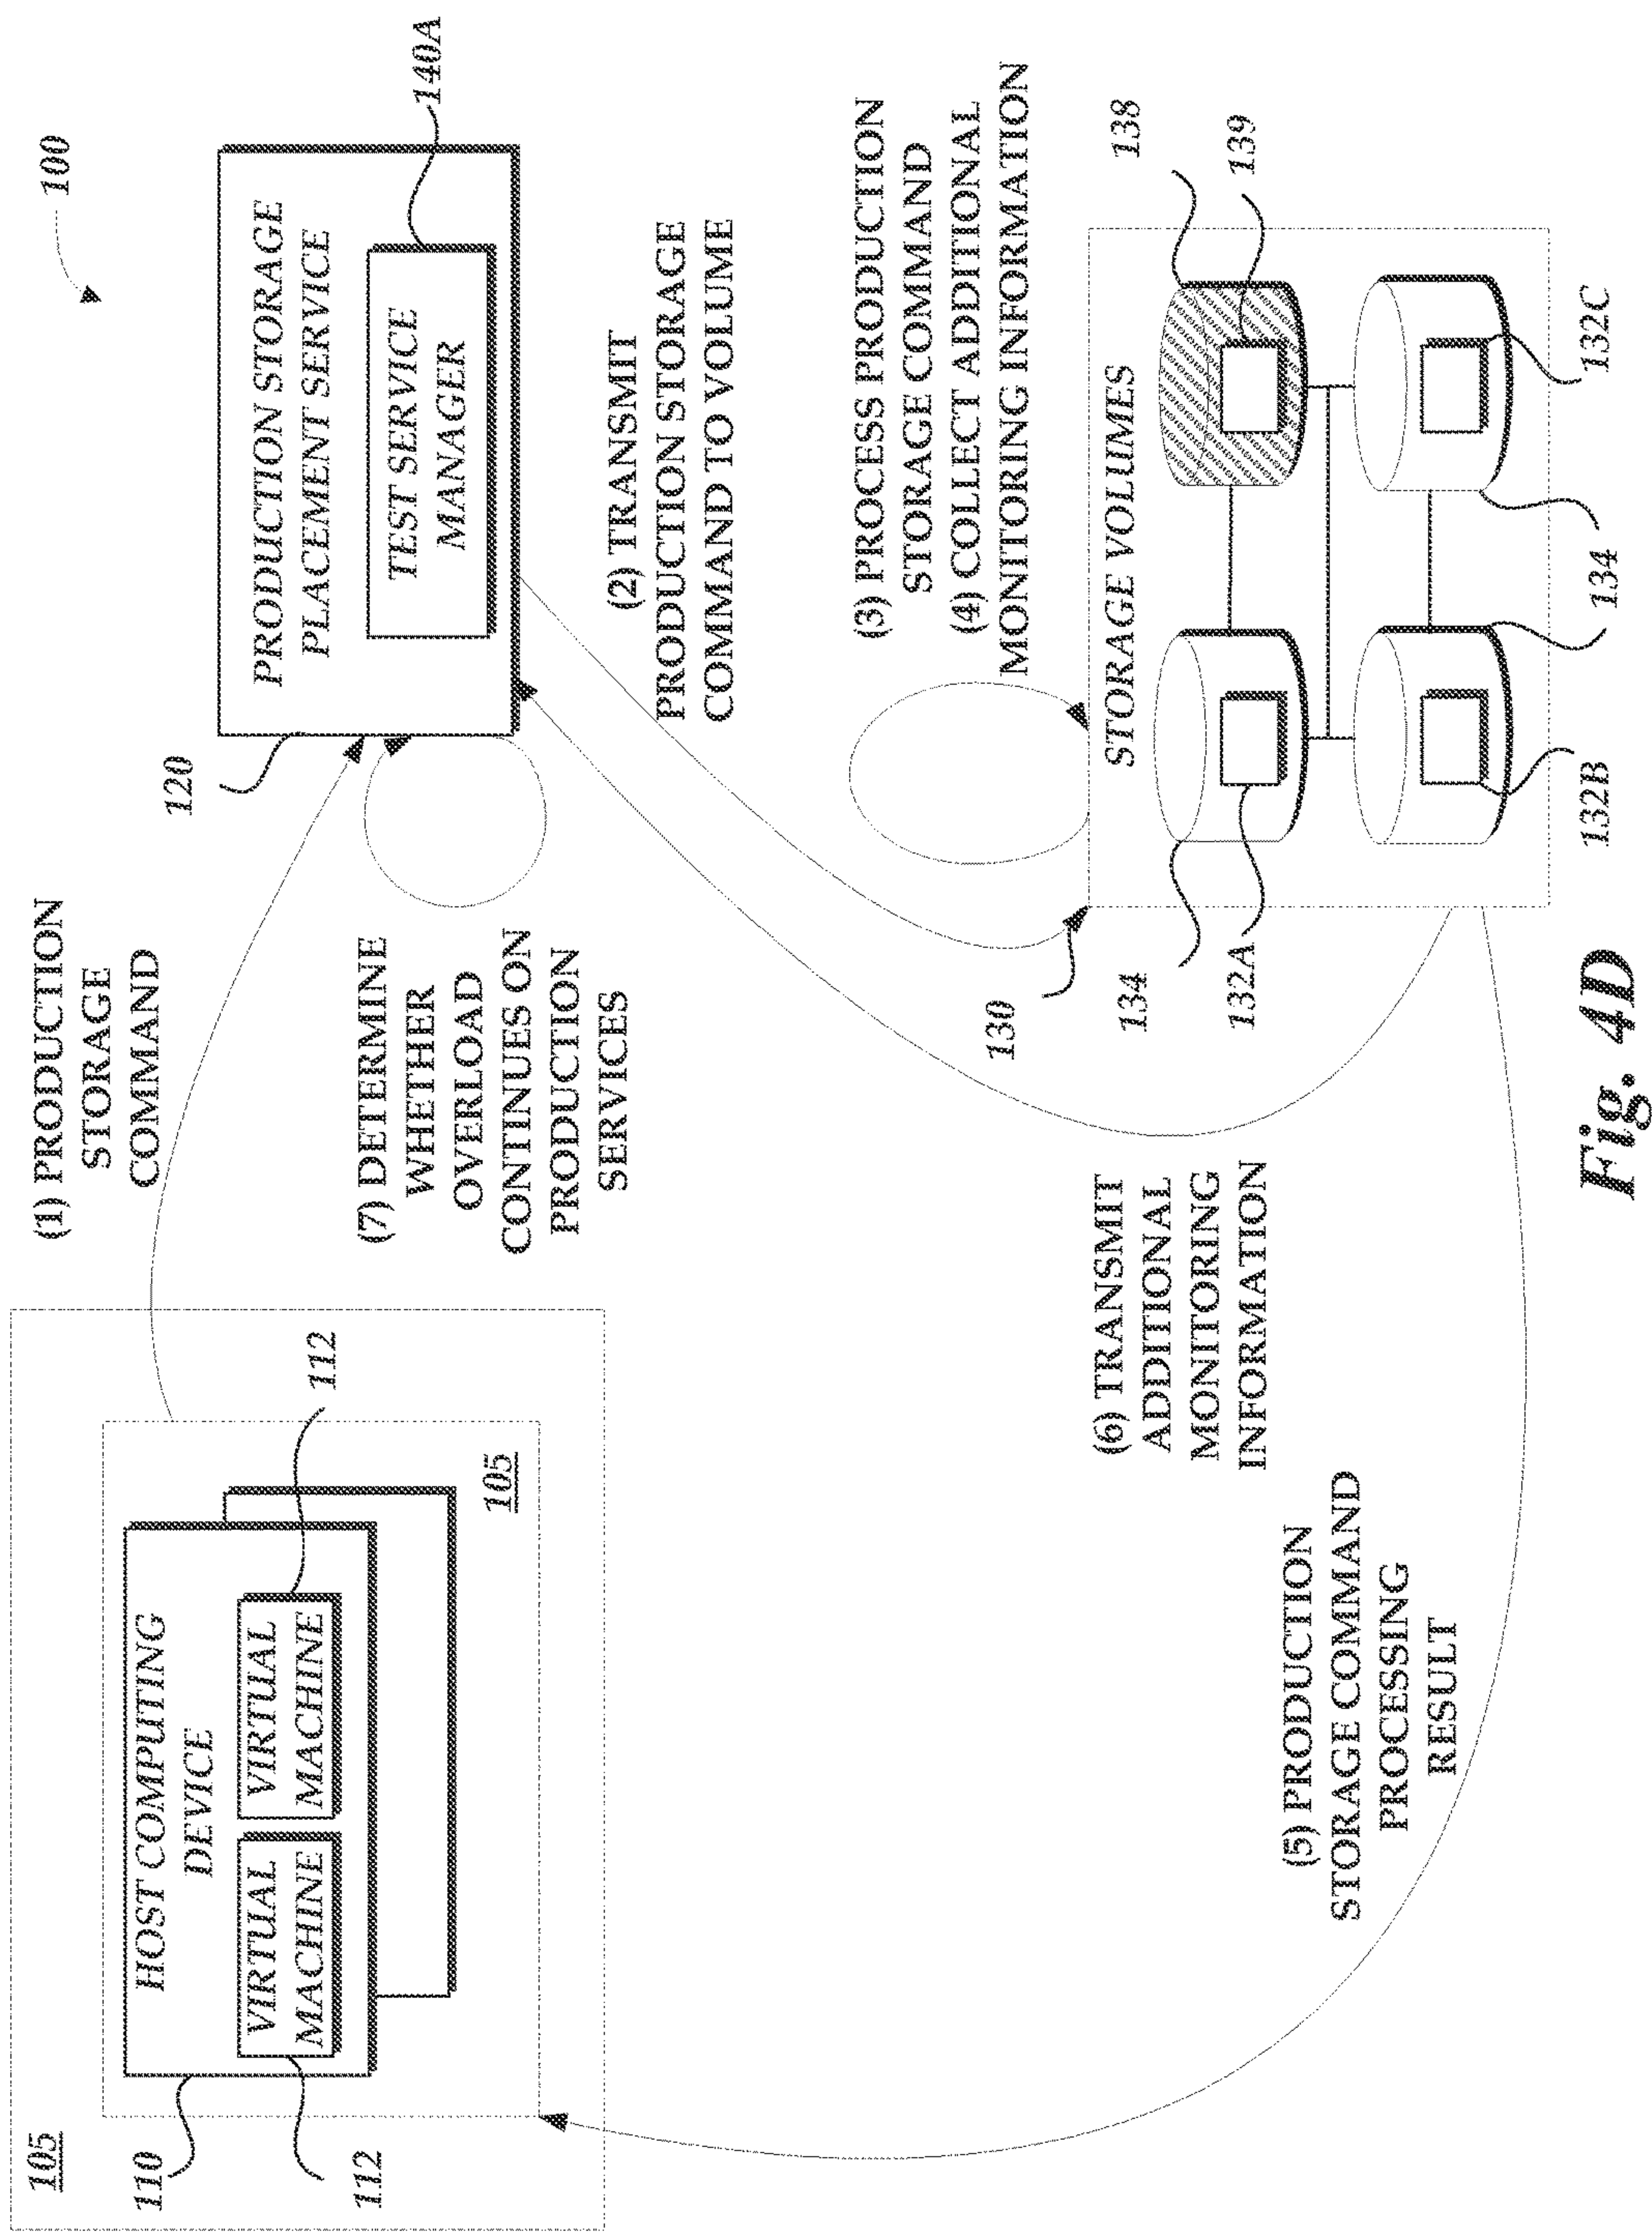 100
105
110
HOST COMPUTING
DEVICE
VIRTUAL
MACHINE
VIRTUAL
MACHINE
112
112
105
(1) PRODUCTION
STORAGE
COMMAND
120
PRODUCTION STORAGE
PLACEMENT SERVICE
TEST SERVICE
MANAGER
140A
(7) DETERMINE
WHETHER
OVERLOAD
CONTINUES ON
PRODUCTION
SERVICES
(2) TRANSMIT
PRODUCTION STORAGE
COMMAND TO VOLUME
(3) PROCESS PRODUCTION
STORAGE COMMAND
(4) COLLECT ADDITIONAL
MONITORING INFORMATION
130
STORAGE VOLUMES
138
139
134
132A
132B
134
132C
(6) TRANSMIT
ADDITIONAL
MONITORING
INFORMATION
(5) PRODUCTION
STORAGE COMMAND
PROCESSING
RESULT
Fig. 4D